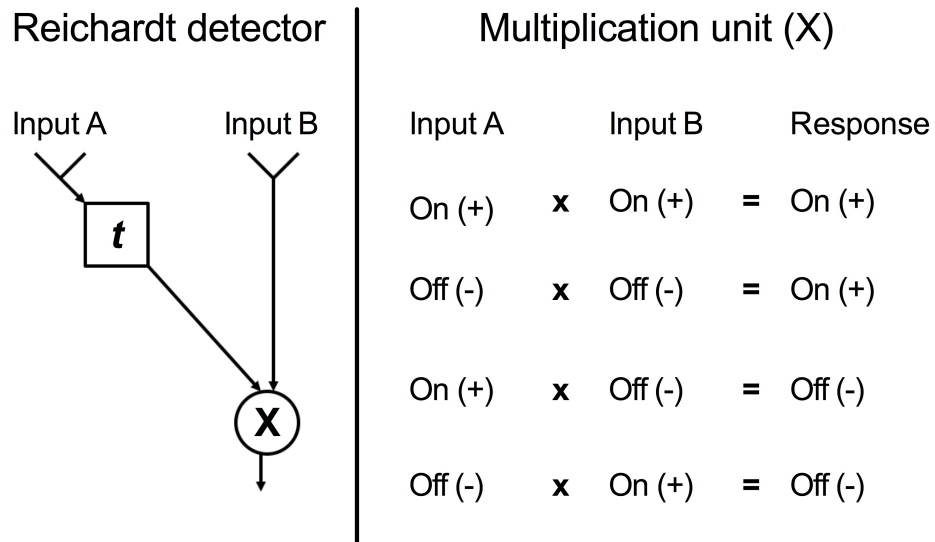 Reichardt detector
Input A Input B
t
X
Multiplication unit (X)
Input A Input B Response
On (+) x On (+) = On (+)
Off (-) x Off (-) = On (+)
On (+) x Off (-) = Off (-)
Off (-) x On (+) = Off (-)